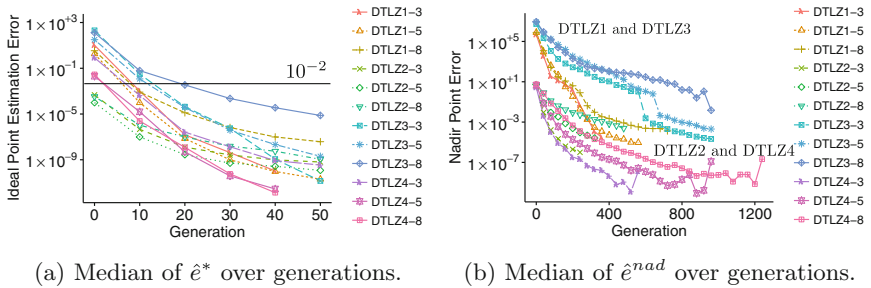 Ideal Point Estimation Error
1×10+3
1×10−1
1×10−5
1×10−9
10−2
0 10 20 30 40 50
Generation
DTLZ1−3
DTLZ1−5
DTLZ1−8
DTLZ2−3
DTLZ2−5
DTLZ2−8
DTLZ3−3
DTLZ3−5
DTLZ3−8
DTLZ4−3
DTLZ4−5
DTLZ4−8
(a) Median of ê* over generations.
Nadir Point Error
1×10+5
1×10+1
1×10−3
1×10−7
DTLZ1 and DTLZ3
DTLZ2 and DTLZ4
0 400 800 1200
Generation
DTLZ1−3
DTLZ1−5
DTLZ1−8
DTLZ2−3
DTLZ2−5
DTLZ2−8
DTLZ3−3
DTLZ3−5
DTLZ3−8
DTLZ4−3
DTLZ4−5
DTLZ4−8
(b) Median of ê^nad over generations.